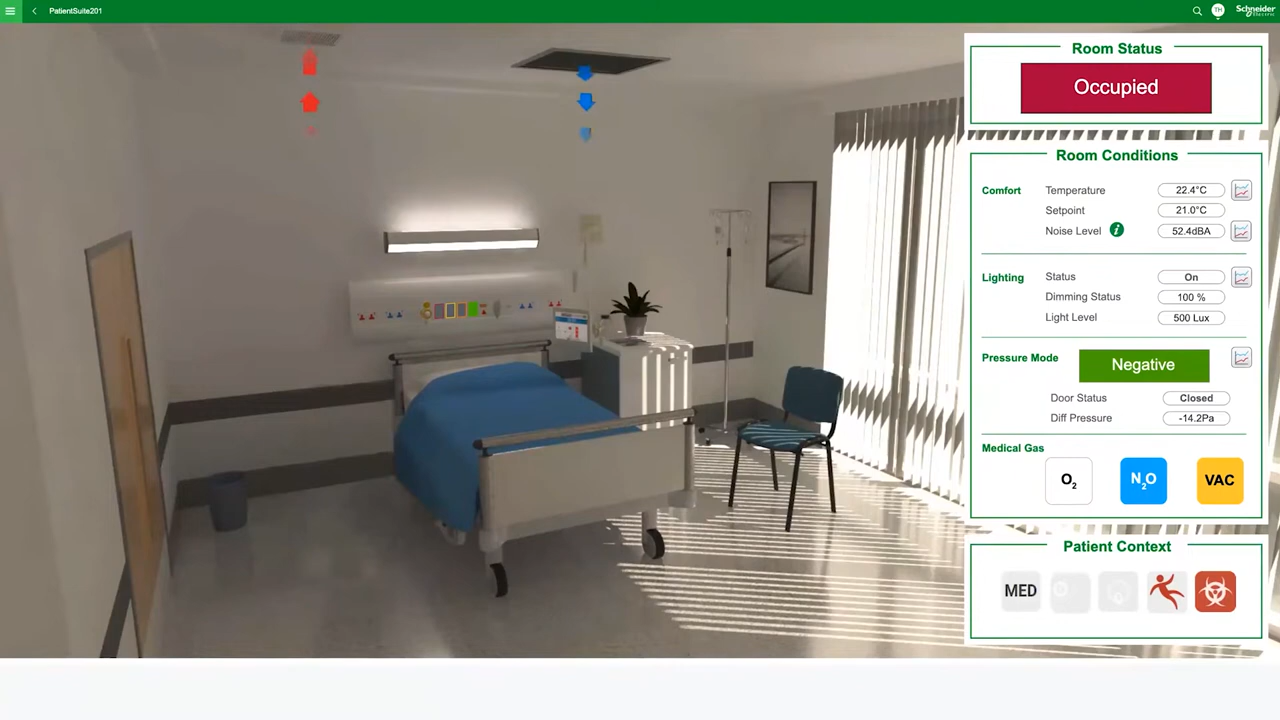 PatientSuite201
TH
Schneider
Electric
Room Status
Occupied
Room Conditions
Comfort
Temperature 22.4°C
Setpoint 21.0°C
Noise Level i 52.4dBA
Lighting
Status On
Dimming Status 100 %
Light Level 500 Lux
Pressure Mode Negative
Door Status Closed
Diff Pressure -14.2Pa
Medical Gas
O₂ N₂O VAC
Patient Context
MED